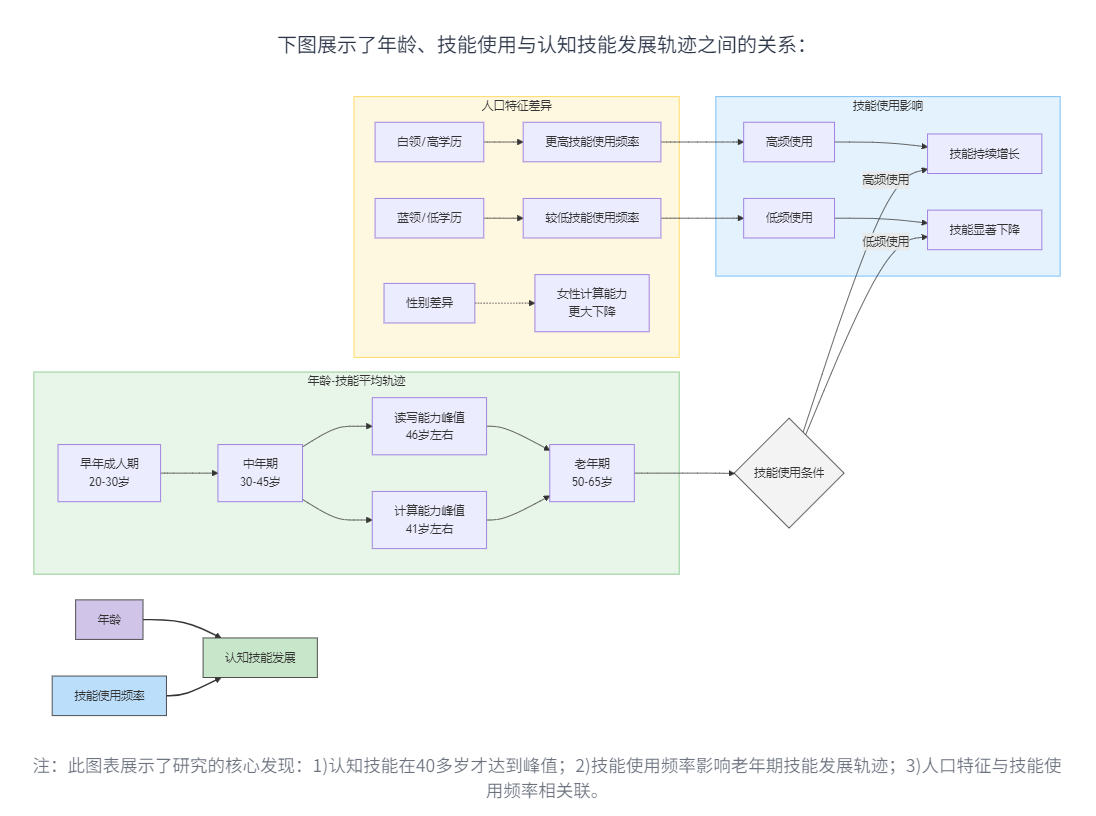 下图展示了年龄、技能使用与认知技能发展轨迹之间的关系：
人口特征差异
白领/高学历
更高技能使用频率
蓝领/低学历
较低技能使用频率
性别差异
女性计算能力
更大下降
技能使用影响
高频使用
技能持续增长
高频使用
低频使用
技能显著下降
低频使用
年龄-技能平均轨迹
早年成人期
20-30岁
中年期
30-45岁
读写能力峰值
46岁左右
计算能力峰值
41岁左右
老年期
50-65岁
技能使用条件
年龄
认知技能发展
技能使用频率
注：此图表展示了研究的核心发现：1)认知技能在40多岁才达到峰值；2)技能使用频率影响老年期技能发展轨迹；3)人口特征与技能使
用频率相关联。